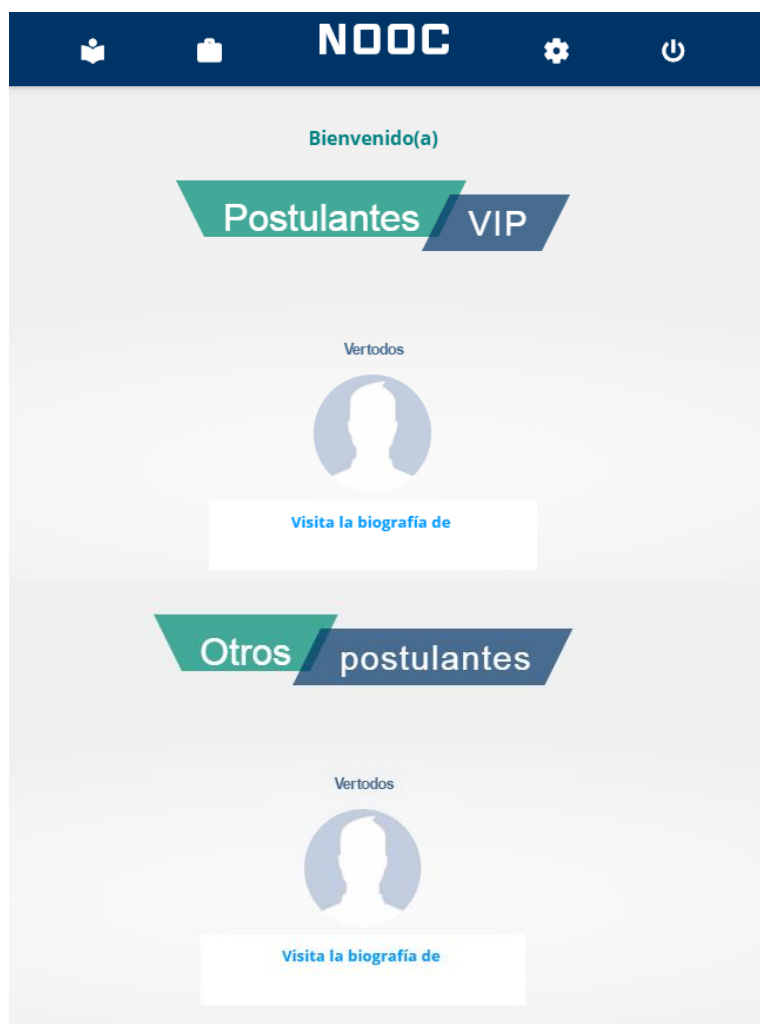 NOOC
Bienvenido(a)
Postulantes VIP
Vertodos
Visita la biografía de
Otros postulantes
Vertodos
Visita la biografía de